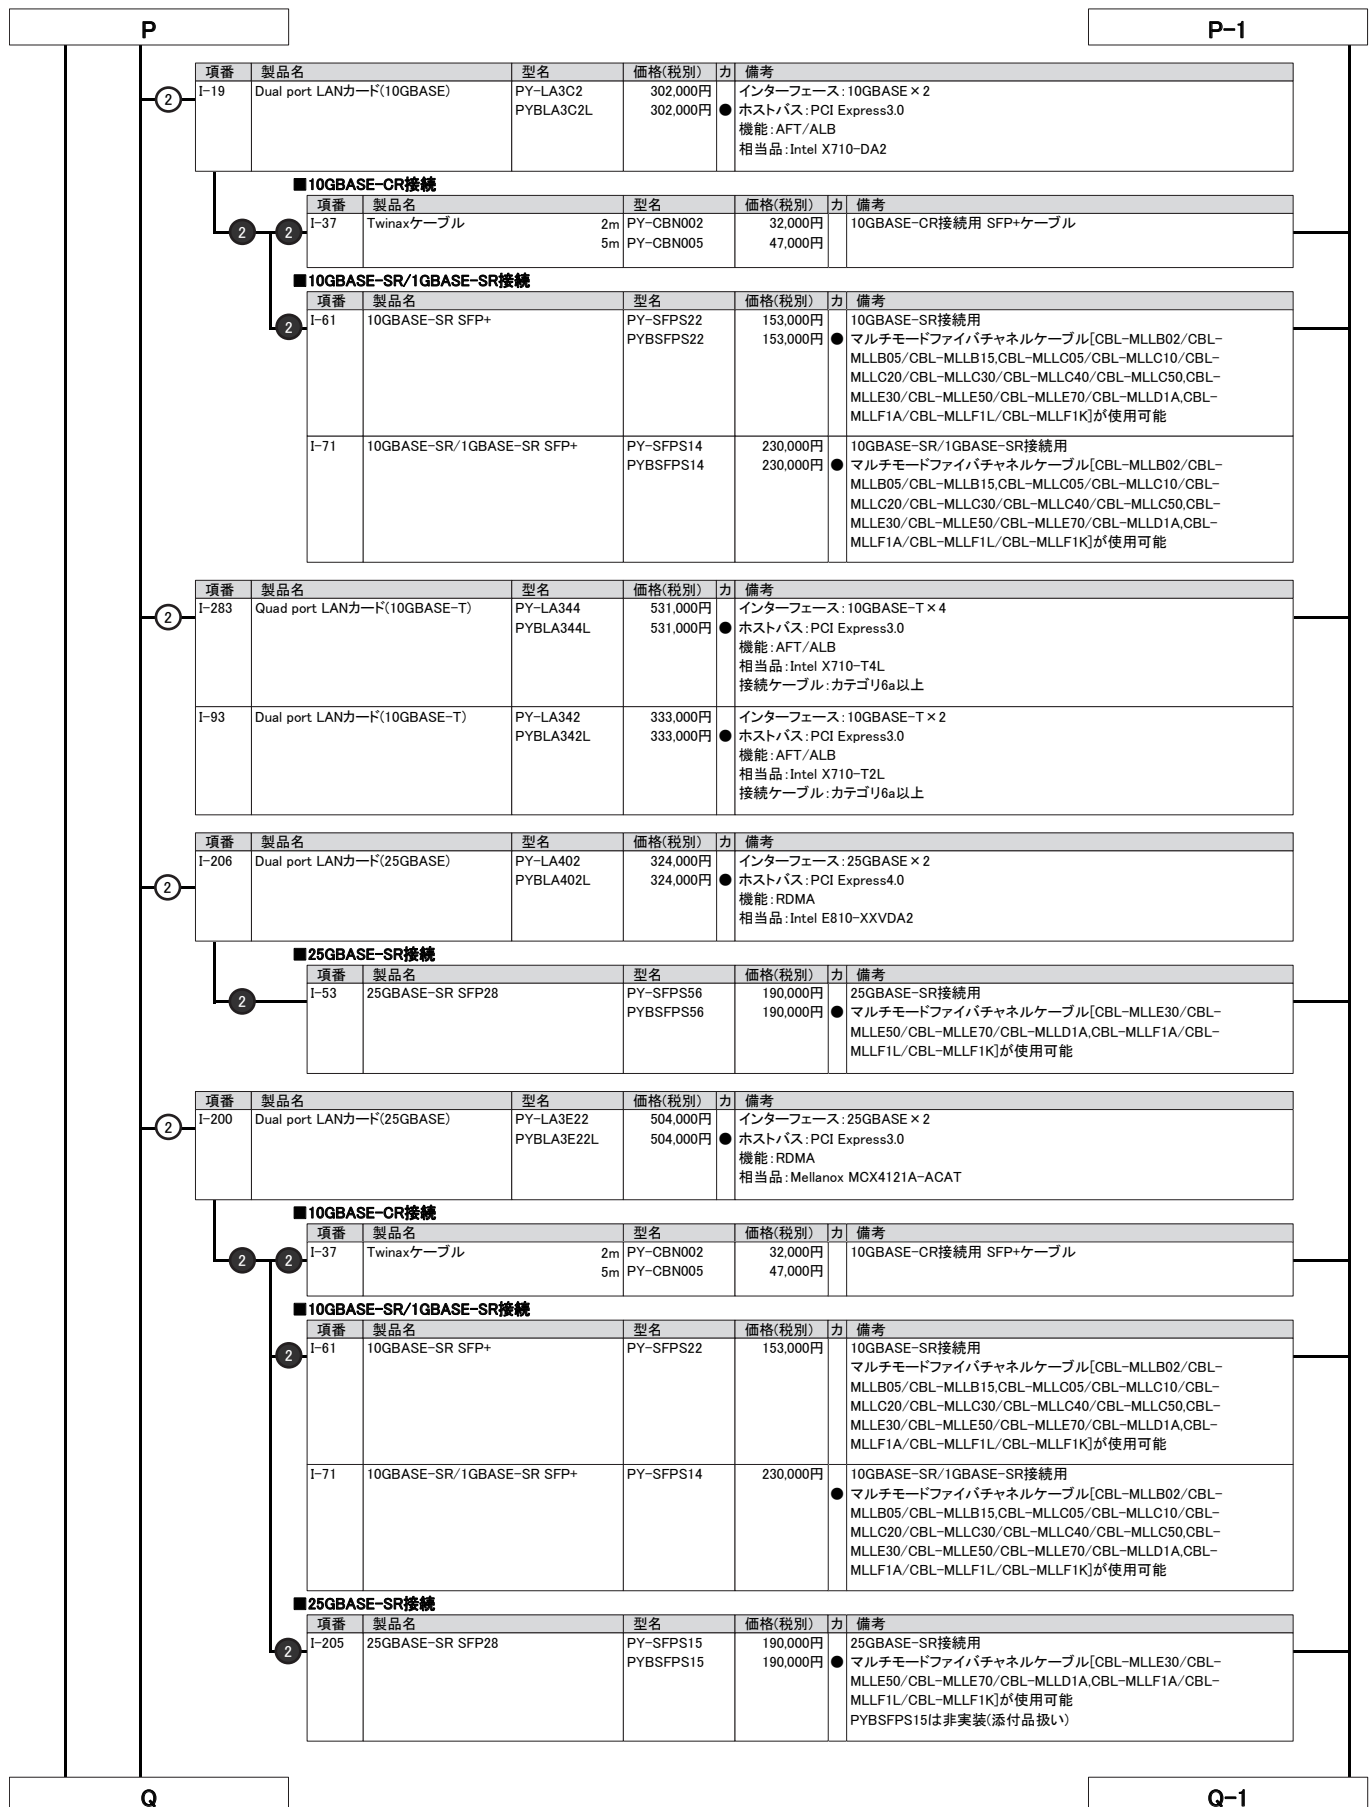 P
P-1
項番 製品名 型名 価格(税別) カ 備考
② I-19 Dual port LANカード(10GBASE) PY-LA3C2 302,000円 インターフェース:10GBASE×2
PYBLA3C2L 302,000円 ● ホストバス:PCI Express3.0
機能:AFT/ALB
相当品:Intel X710-DA2
■10GBASE-CR接続
項番 製品名 型名 価格(税別) カ 備考
2 2 I-37 Twinaxケーブル 2m PY-CBN002 32,000円 10GBASE-CR接続用 SFP+ケーブル
5m PY-CBN005 47,000円
■10GBASE-SR/1GBASE-SR接続
項番 製品名 型名 価格(税別) カ 備考
2 I-61 10GBASE-SR SFP+ PY-SFPS22 153,000円 10GBASE-SR接続用
PYBSFPS22 153,000円 ● マルチモードファイバチャネルケーブル[CBL-MLLB02/CBL-
MLLB05/CBL-MLLB15,CBL-MLLC05/CBL-MLLC10/CBL-
MLLC20/CBL-MLLC30/CBL-MLLC40/CBL-MLLC50,CBL-
MLLE30/CBL-MLLE50/CBL-MLLE70/CBL-MLLD1A,CBL-
MLLF1A/CBL-MLLF1L/CBL-MLLF1K]が使用可能
I-71 10GBASE-SR/1GBASE-SR SFP+ PY-SFPS14 230,000円 10GBASE-SR/1GBASE-SR接続用
PYBSFPS14 230,000円 ● マルチモードファイバチャネルケーブル[CBL-MLLB02/CBL-
MLLB05/CBL-MLLB15,CBL-MLLC05/CBL-MLLC10/CBL-
MLLC20/CBL-MLLC30/CBL-MLLC40/CBL-MLLC50,CBL-
MLLE30/CBL-MLLE50/CBL-MLLE70/CBL-MLLD1A,CBL-
MLLF1A/CBL-MLLF1L/CBL-MLLF1K]が使用可能
項番 製品名 型名 価格(税別) カ 備考
② I-283 Quad port LANカード(10GBASE-T) PY-LA344 531,000円 インターフェース:10GBASE-T×4
PYBLA344L 531,000円 ● ホストバス:PCI Express3.0
機能:AFT/ALB
相当品:Intel X710-T4L
接続ケーブル:カテゴリ6a以上
I-93 Dual port LANカード(10GBASE-T) PY-LA342 333,000円 インターフェース:10GBASE-T×2
PYBLA342L 333,000円 ● ホストバス:PCI Express3.0
機能:AFT/ALB
相当品:Intel X710-T2L
接続ケーブル:カテゴリ6a以上
項番 製品名 型名 価格(税別) カ 備考
② I-206 Dual port LANカード(25GBASE) PY-LA402 324,000円 インターフェース:25GBASE×2
PYBLA402L 324,000円 ● ホストバス:PCI Express4.0
機能:RDMA
相当品:Intel E810-XXVDA2
■25GBASE-SR接続
項番 製品名 型名 価格(税別) カ 備考
2 I-53 25GBASE-SR SFP28 PY-SFPS56 190,000円 25GBASE-SR接続用
PYBSFPS56 190,000円 ● マルチモードファイバチャネルケーブル[CBL-MLLE30/CBL-
MLLE50/CBL-MLLE70/CBL-MLLD1A,CBL-MLLF1A/CBL-
MLLF1L/CBL-MLLF1K]が使用可能
項番 製品名 型名 価格(税別) カ 備考
② I-200 Dual port LANカード(25GBASE) PY-LA3E22 504,000円 インターフェース:25GBASE×2
PYBLA3E22L 504,000円 ● ホストバス:PCI Express3.0
機能:RDMA
相当品:Mellanox MCX4121A-ACAT
■10GBASE-CR接続
項番 製品名 型名 価格(税別) カ 備考
2 2 I-37 Twinaxケーブル 2m PY-CBN002 32,000円 10GBASE-CR接続用 SFP+ケーブル
5m PY-CBN005 47,000円
■10GBASE-SR/1GBASE-SR接続
項番 製品名 型名 価格(税別) カ 備考
2 I-61 10GBASE-SR SFP+ PY-SFPS22 153,000円 10GBASE-SR接続用
マルチモードファイバチャネルケーブル[CBL-MLLB02/CBL-
MLLB05/CBL-MLLB15,CBL-MLLC05/CBL-MLLC10/CBL-
MLLC20/CBL-MLLC30/CBL-MLLC40/CBL-MLLC50,CBL-
MLLE30/CBL-MLLE50/CBL-MLLE70/CBL-MLLD1A,CBL-
MLLF1A/CBL-MLLF1L/CBL-MLLF1K]が使用可能
I-71 10GBASE-SR/1GBASE-SR SFP+ PY-SFPS14 230,000円 10GBASE-SR/1GBASE-SR接続用
● マルチモードファイバチャネルケーブル[CBL-MLLB02/CBL-
MLLB05/CBL-MLLB15,CBL-MLLC05/CBL-MLLC10/CBL-
MLLC20/CBL-MLLC30/CBL-MLLC40/CBL-MLLC50,CBL-
MLLE30/CBL-MLLE50/CBL-MLLE70/CBL-MLLD1A,CBL-
MLLF1A/CBL-MLLF1L/CBL-MLLF1K]が使用可能
■25GBASE-SR接続
項番 製品名 型名 価格(税別) カ 備考
2 I-205 25GBASE-SR SFP28 PY-SFPS15 190,000円 25GBASE-SR接続用
PYBSFPS15 190,000円 ● マルチモードファイバチャネルケーブル[CBL-MLLE30/CBL-
MLLE50/CBL-MLLE70/CBL-MLLD1A,CBL-MLLF1A/CBL-
MLLF1L/CBL-MLLF1K]が使用可能
PYBSFPS15は非実装(添付品扱い)
Q
Q-1